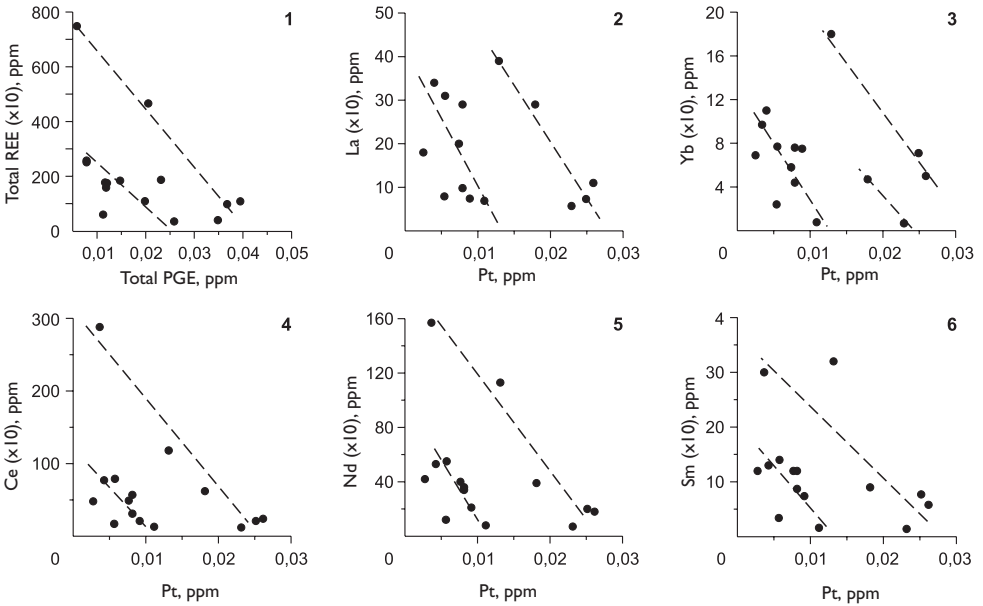 1
Total REE (x10), ppm
800
600
400
200
0
0,01 0,02 0,03 0,04 0,05
Total PGE, ppm
2
La (x10), ppm
50
40
30
20
10
0 0,01 0,02 0,03
Pt, ppm
3
Yb (x10), ppm
20
16
12
8
4
0 0,01 0,02 0,03
Pt, ppm
4
Ce (x10), ppm
300
200
100
0 0,01 0,02 0,03
Pt, ppm
5
Nd (x10), ppm
160
120
80
40
0 0,01 0,02 0,03
Pt, ppm
6
Sm (x10), ppm
4
30
20
10
0 0,01 0,02 0,03
Pt, ppm